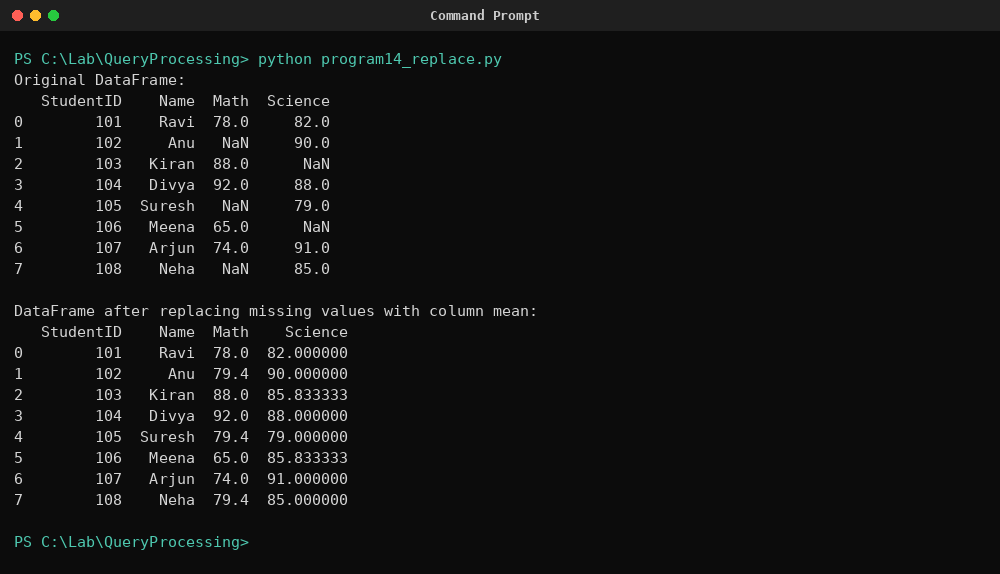 Command Prompt
PS C:\Lab\QueryProcessing> python program14_replace.py
Original DataFrame:
   StudentID    Name  Math  Science
0        101    Ravi  78.0     82.0
1        102     Anu   NaN     90.0
2        103   Kiran  88.0      NaN
3        104   Divya  92.0     88.0
4        105  Suresh   NaN     79.0
5        106   Meena  65.0      NaN
6        107   Arjun  74.0     91.0
7        108    Neha   NaN     85.0
DataFrame after replacing missing values with column mean:
   StudentID    Name  Math    Science
0        101    Ravi  78.0  82.000000
1        102     Anu  79.4  90.000000
2        103   Kiran  88.0  85.833333
3        104   Divya  92.0  88.000000
4        105  Suresh  79.4  79.000000
5        106   Meena  65.0  85.833333
6        107   Arjun  74.0  91.000000
7        108    Neha  79.4  85.000000
PS C:\Lab\QueryProcessing>